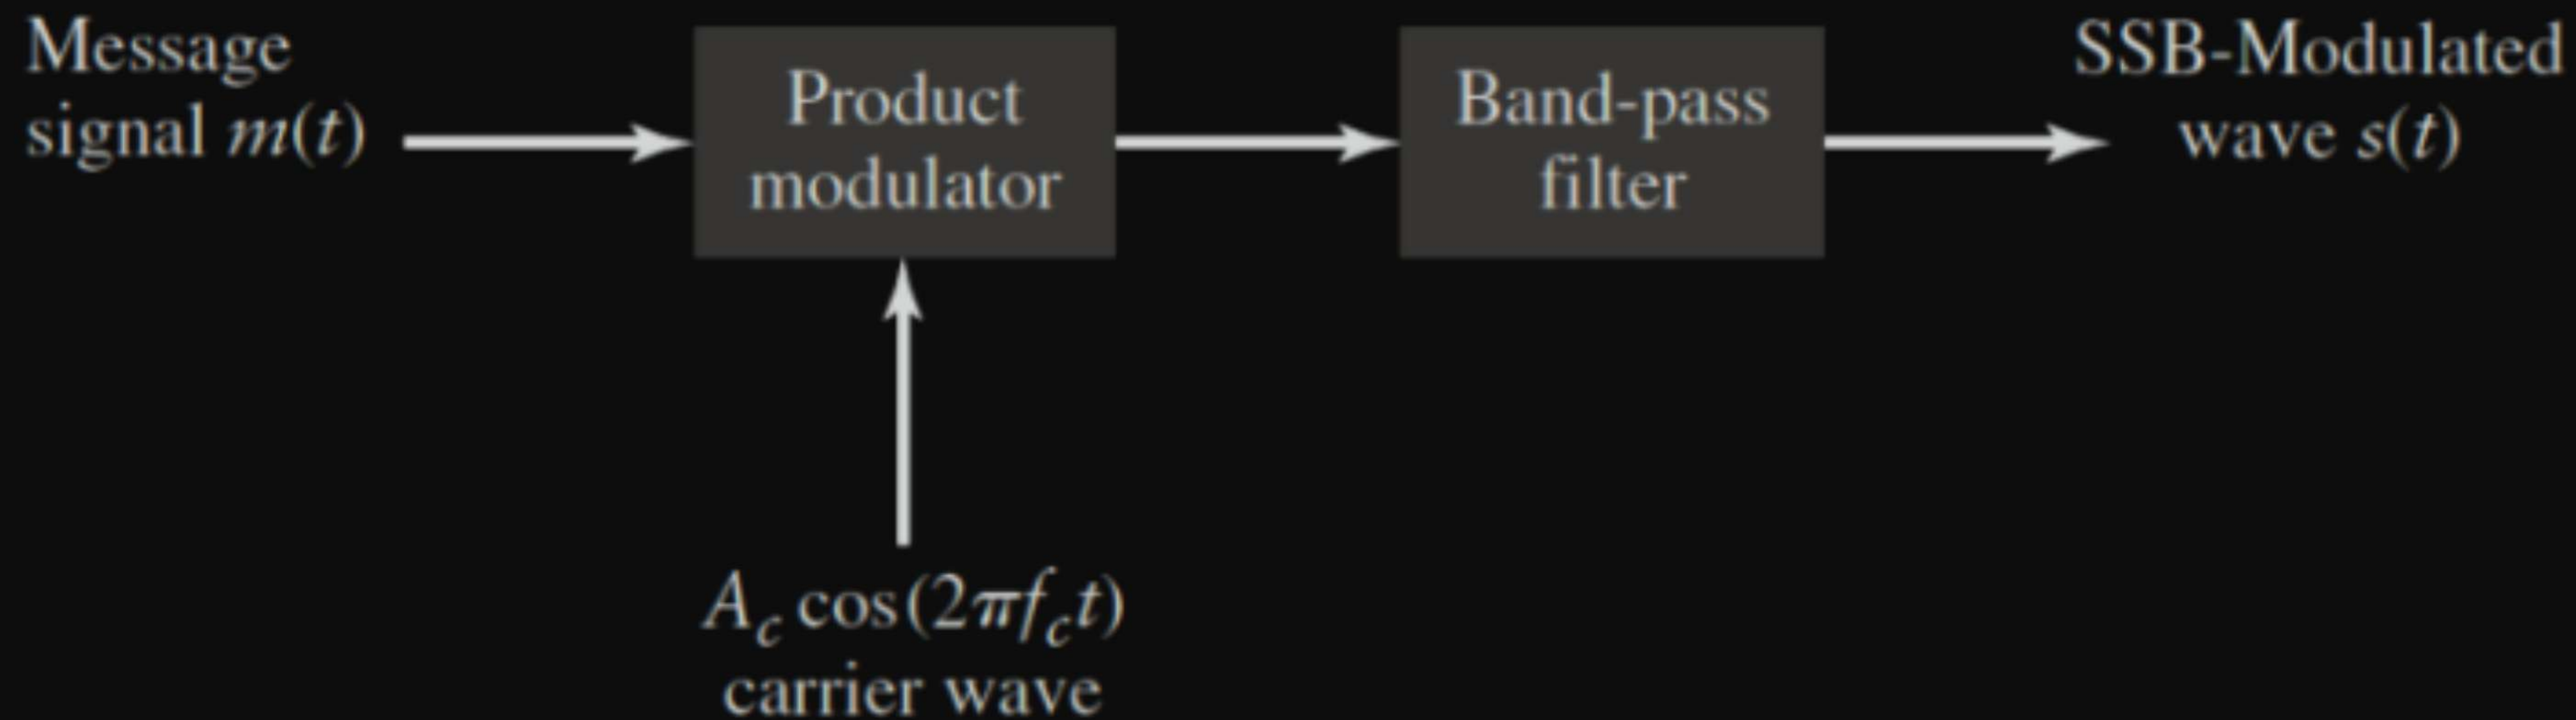 Message
signal m(t)
Product
modulator
Band-pass
filter
SSB-Modulated
wave s(t)
A_c cos(2πf_c t)
carrier wave